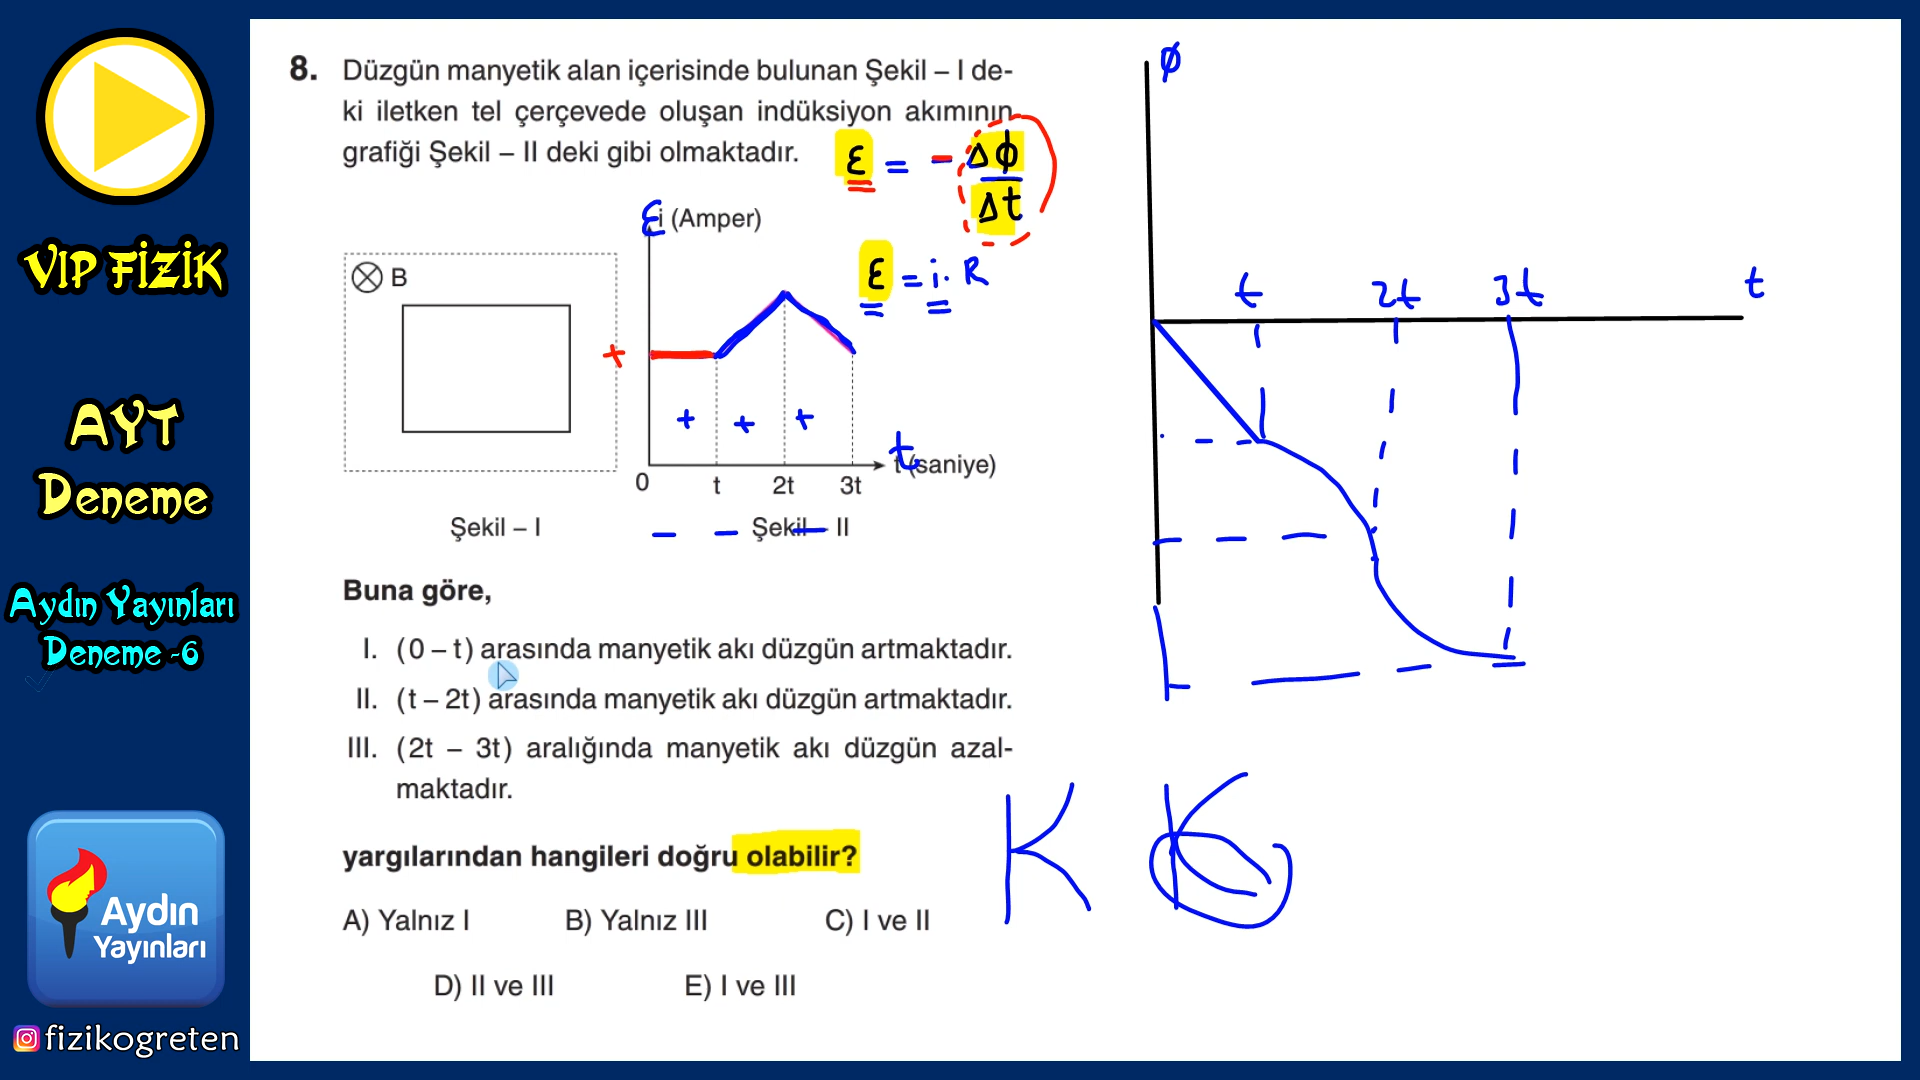 VIP FİZİK
AYT
Deneme
Aydın Yayınları
Deneme -6
Aydın
Yayınları
fizikogreten
8. Düzgün manyetik alan içerisinde bulunan Şekil – I de-
ki iletken tel çerçevede oluşan indüksiyon akımının
grafiği Şekil – II deki gibi olmaktadır.
ε = - Δϕ
Δt
ε = i. R
ε i (Amper)
B
+
+ + +
t t (saniye)
0 t 2t 3t
Şekil – I
Şekil – II
Buna göre,
I. (0 – t) arasında manyetik akı düzgün artmaktadır.
II. (t – 2t) arasında manyetik akı düzgün artmaktadır.
III. (2t – 3t) aralığında manyetik akı düzgün azal-
maktadır.
yargılarından hangileri doğru olabilir?
A) Yalnız I B) Yalnız III C) I ve II
D) II ve III E) I ve III
Ø
t 2t 3t t
K K